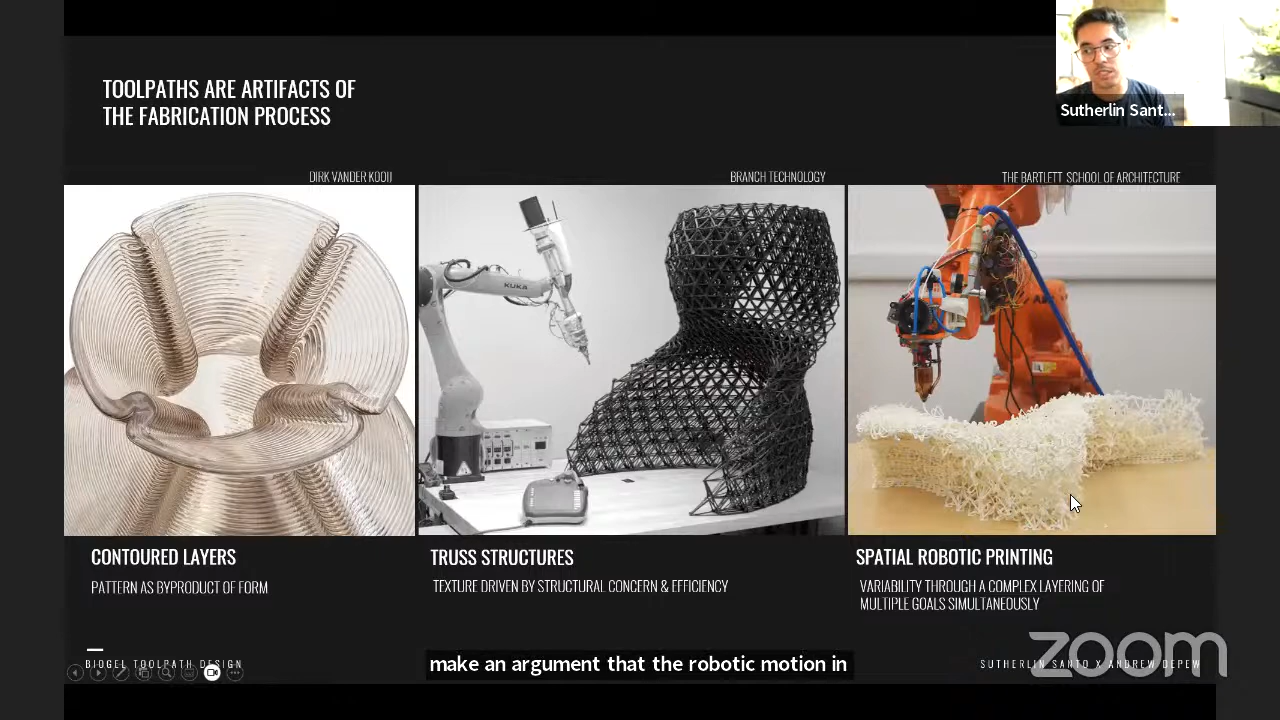 TOOLPATHS ARE ARTIFACTS OF
THE FABRICATION PROCESS
Sutherlin Sant...
DIRK VANDER KOOIJ
BRANCH TECHNOLOGY
THE BARTLETT SCHOOL OF ARCHITECTURE
KUKA
CONTOURED LAYERS
PATTERN AS BYPRODUCT OF FORM
TRUSS STRUCTURES
TEXTURE DRIVEN BY STRUCTURAL CONCERN & EFFICIENCY
SPATIAL ROBOTIC PRINTING
VARIABILITY THROUGH A COMPLEX LAYERING OF
MULTIPLE GOALS SIMULTANEOUSLY
BIOGEL TOOLPATH DESIGN
make an argument that the robotic motion in
SUTHERLIN SANTO X ANDREW DEPEW
zoom